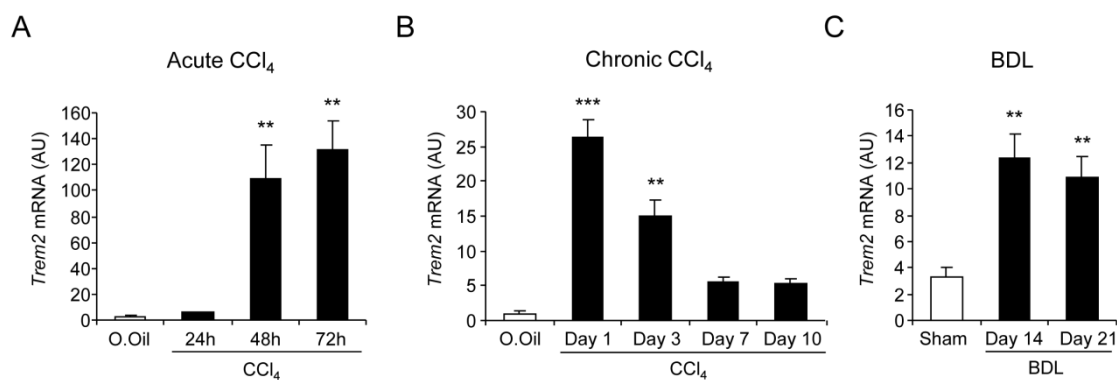 A
Acute CCl₄
Trem2 mRNA (AU)
160
140
120
100
80
60
40
20
0
**
**
O.Oil 24h 48h 72h
CCl₄
B
Chronic CCl₄
Trem2 mRNA (AU)
30
25
20
15
10
5
0
***
**
O.Oil Day 1 Day 3 Day 7 Day 10
CCl₄
C
BDL
Trem2 mRNA (AU)
16
14
12
10
8
6
4
2
0
**
**
Sham Day 14 Day 21
BDL